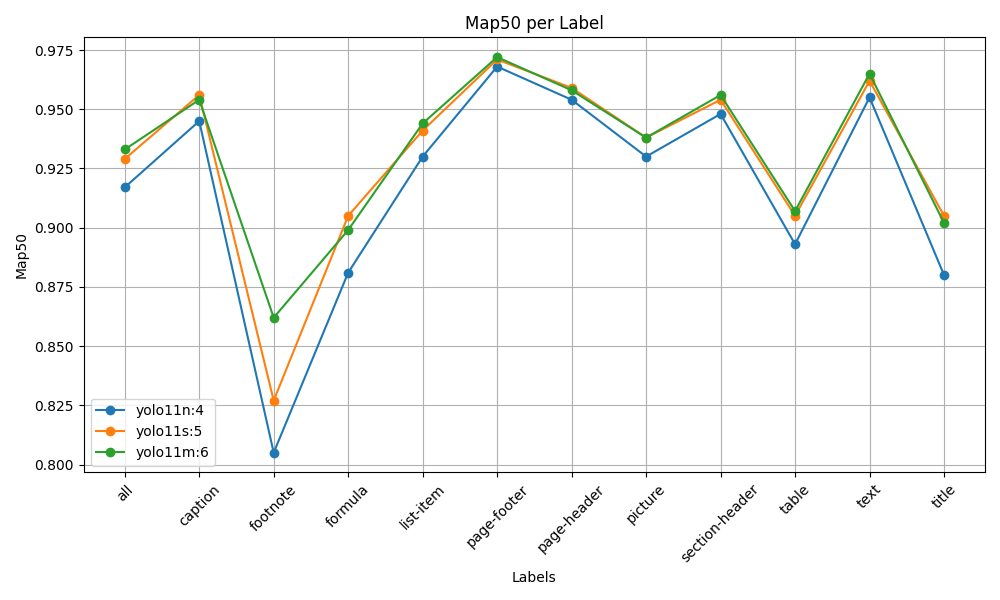 Map50 per Label
Map50
0.975
0.950
0.925
0.900
0.875
0.850
0.825
0.800
yolo11n:4
yolo11s:5
yolo11m:6
all
caption
footnote
formula
list-item
page-footer
page-header
picture
section-header
table
text
title
Labels